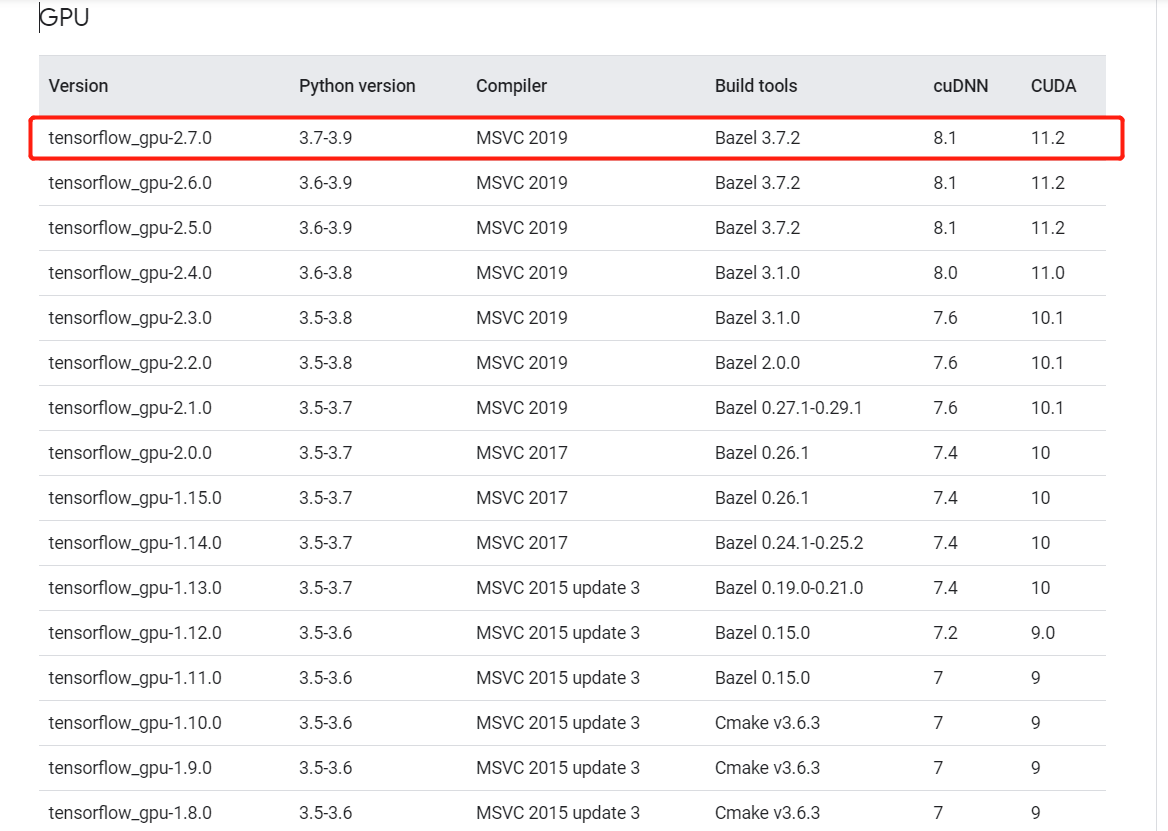 GPU
Version Python version Compiler Build tools cuDNN CUDA
tensorflow_gpu-2.7.0 3.7-3.9 MSVC 2019 Bazel 3.7.2 8.1 11.2
tensorflow_gpu-2.6.0 3.6-3.9 MSVC 2019 Bazel 3.7.2 8.1 11.2
tensorflow_gpu-2.5.0 3.6-3.9 MSVC 2019 Bazel 3.7.2 8.1 11.2
tensorflow_gpu-2.4.0 3.6-3.8 MSVC 2019 Bazel 3.1.0 8.0 11.0
tensorflow_gpu-2.3.0 3.5-3.8 MSVC 2019 Bazel 3.1.0 7.6 10.1
tensorflow_gpu-2.2.0 3.5-3.8 MSVC 2019 Bazel 2.0.0 7.6 10.1
tensorflow_gpu-2.1.0 3.5-3.7 MSVC 2019 Bazel 0.27.1-0.29.1 7.6 10.1
tensorflow_gpu-2.0.0 3.5-3.7 MSVC 2017 Bazel 0.26.1 7.4 10
tensorflow_gpu-1.15.0 3.5-3.7 MSVC 2017 Bazel 0.26.1 7.4 10
tensorflow_gpu-1.14.0 3.5-3.7 MSVC 2017 Bazel 0.24.1-0.25.2 7.4 10
tensorflow_gpu-1.13.0 3.5-3.7 MSVC 2015 update 3 Bazel 0.19.0-0.21.0 7.4 10
tensorflow_gpu-1.12.0 3.5-3.6 MSVC 2015 update 3 Bazel 0.15.0 7.2 9.0
tensorflow_gpu-1.11.0 3.5-3.6 MSVC 2015 update 3 Bazel 0.15.0 7 9
tensorflow_gpu-1.10.0 3.5-3.6 MSVC 2015 update 3 Cmake v3.6.3 7 9
tensorflow_gpu-1.9.0 3.5-3.6 MSVC 2015 update 3 Cmake v3.6.3 7 9
tensorflow_gpu-1.8.0 3.5-3.6 MSVC 2015 update 3 Cmake v3.6.3 7 9